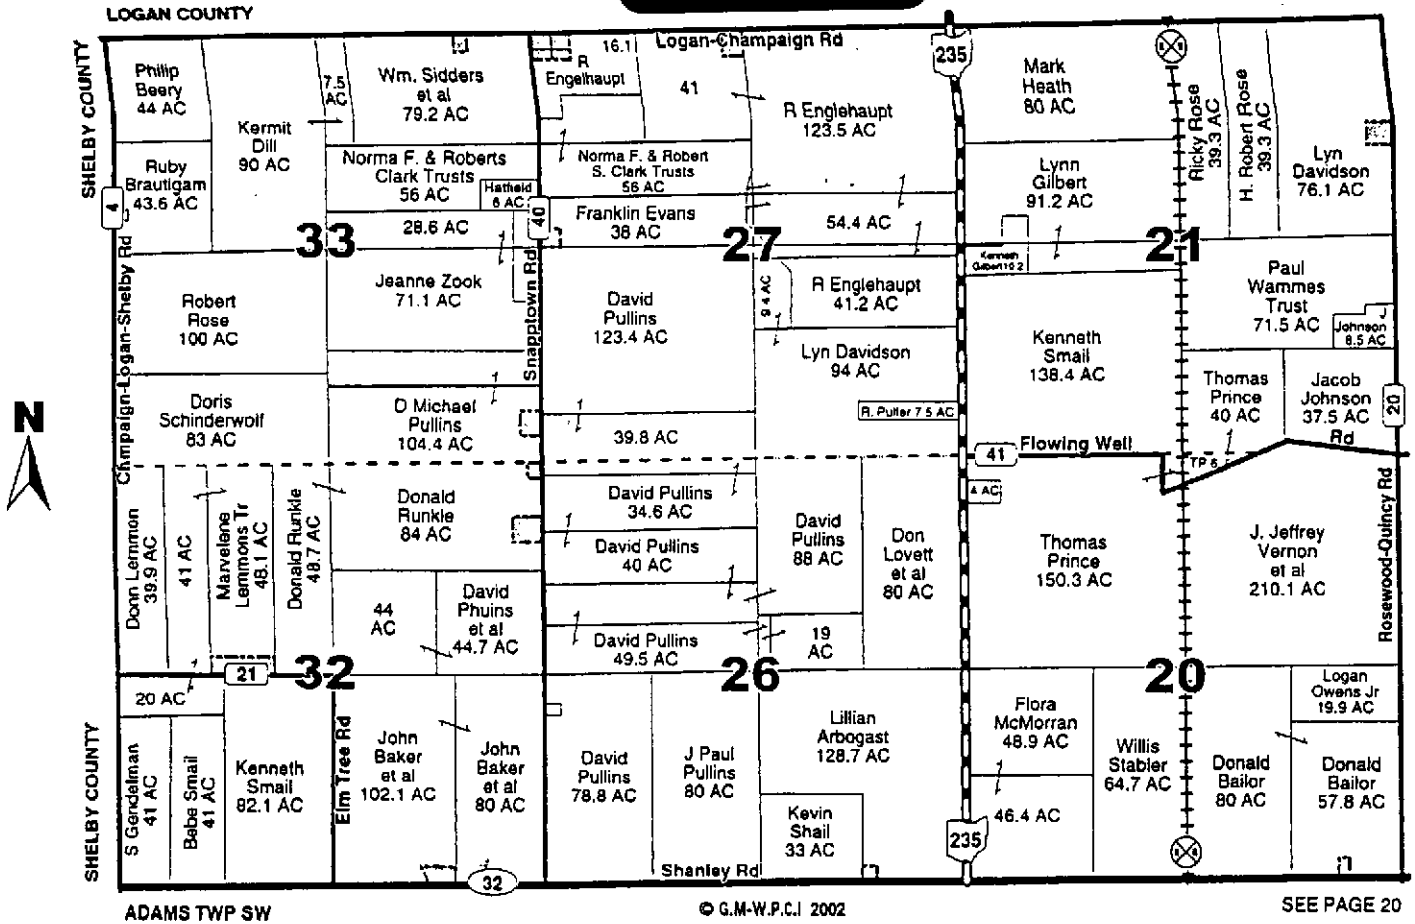 LOGAN COUNTY
SHELBY COUNTY
Logan-Champaign Rd
235
Philip
Beery
44 AC
Kermit
Dill
90 AC
7.5
AC
Wm. Sidders
et al
79.2 AC
16.1
R
Engelhaupt
41
R Englehaupt
123.5 AC
Mark
Heath
80 AC
Ricky Rose
39.3 AC
H. Robert Rose
39.3 AC
Lyn
Davidson
76.1 AC
Ruby
Brautigam
43.6 AC
Norma F. & Roberts
Clark Trusts
56 AC
Hatfield
6 AC
Norma F. & Robert
S. Clark Trusts
56 AC
Lynn
Gilbert
91.2 AC
4
28.6 AC
40
Franklin Evans
38 AC
54.4 AC
33
27
21
Kenneth
Gilbert 10.2
Champaign-Logan-Shelby Rd
Robert
Rose
100 AC
Jeanne Zook
71.1 AC
Snapptown Rd
David
Pullins
123.4 AC
9.4 AC
R Englehaupt
41.2 AC
Paul
Wammes
Trust
71.5 AC
J
Johnson
8.5 AC
Kenneth
Smail
138.4 AC
Lyn Davidson
94 AC
Thomas
Prince
40 AC
Jacob
Johnson
37.5 AC
20
N
Doris
Schinderwolf
83 AC
D Michael
Pullins
104.4 AC
39.8 AC
R. Pulfer 7.5 AC
41
Flowing Well
Rd
TP 6
4 AC
Donn Lemmon
39.9 AC
41 AC
Marvelene
Lemmons Tr
48.1 AC
Donald Runkle
48.7 AC
Donald
Runkle
84 AC
David Pullins
34.6 AC
David Pullins
40 AC
David
Pullins
88 AC
Don
Lovett
et al
80 AC
Thomas
Prince
150.3 AC
J. Jeffrey
Vernon
et al
210.1 AC
Rosewood-Quincy Rd
44
AC
David
Phuins
et al
44.7 AC
David Pullins
49.5 AC
19
AC
21
32
26
20
20 AC
Logan
Owens Jr
19.9 AC
SHELBY COUNTY
S Gendelman
41 AC
Bebe Smail
41 AC
Kenneth
Smail
82.1 AC
Elm Tree Rd
John
Baker
et al
102.1 AC
John
Baker
et al
80 AC
David
Pullins
78.8 AC
J Paul
Pullins
80 AC
Lillian
Arbogast
128.7 AC
Kevin
Shail
33 AC
Flora
McMorran
48.9 AC
46.4 AC
Willis
Stabler
64.7 AC
Donald
Bailor
80 AC
Donald
Bailor
57.8 AC
235
32
Shanley Rd
ADAMS TWP SW
© G.M-W.P.C.I 2002
SEE PAGE 20